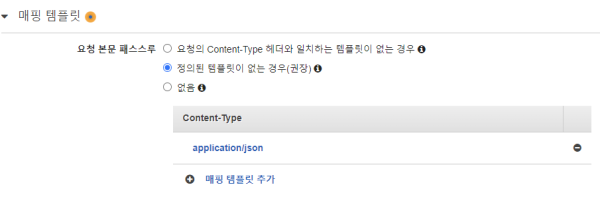 매핑 템플릿
요청 본문 패스스루 요청의 Content-Type 헤더와 일치하는 템플릿이 없는 경우
정의된 템플릿이 없는 경우(권장)
없음
Content-Type
application/json
매핑 템플릿 추가